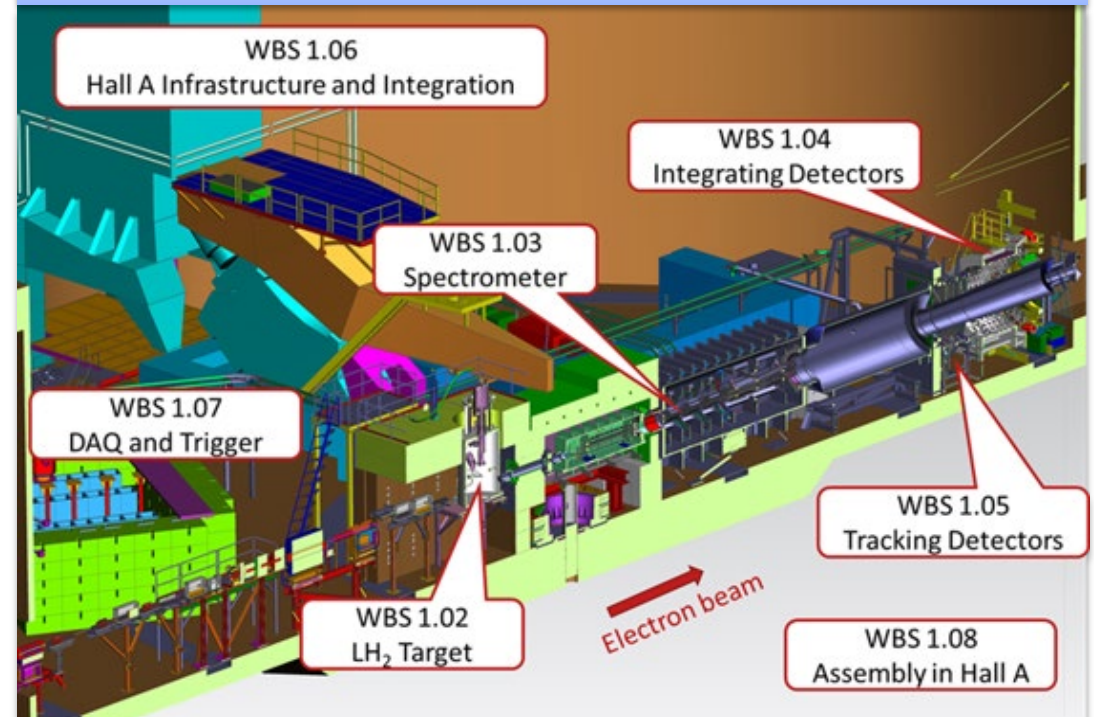 WBS 1.06
Hall A Infrastructure and Integration
WBS 1.04
Integrating Detectors
WBS 1.03
Spectrometer
WBS 1.07
DAQ and Trigger
WBS 1.05
Tracking Detectors
WBS 1.02
LH₂ Target
Electron beam
WBS 1.08
Assembly in Hall A